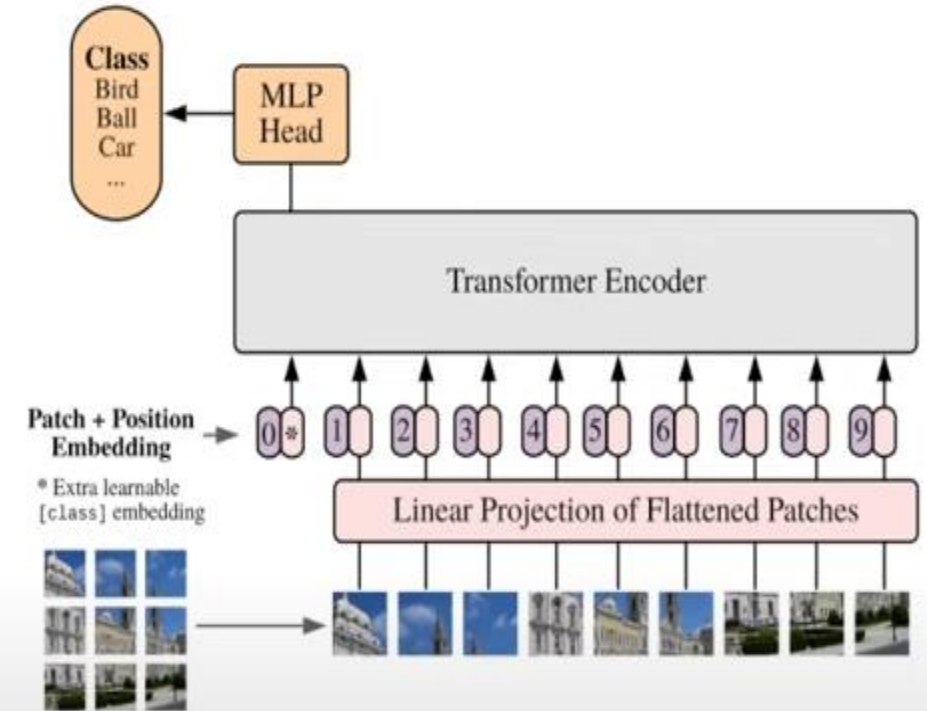 Class
Bird
Ball
Car
...
MLP
Head
Transformer Encoder
Patch + Position
Embedding
0 * 1 2 3 4 5 6 7 8 9
* Extra learnable
[class] embedding
Linear Projection of Flattened Patches